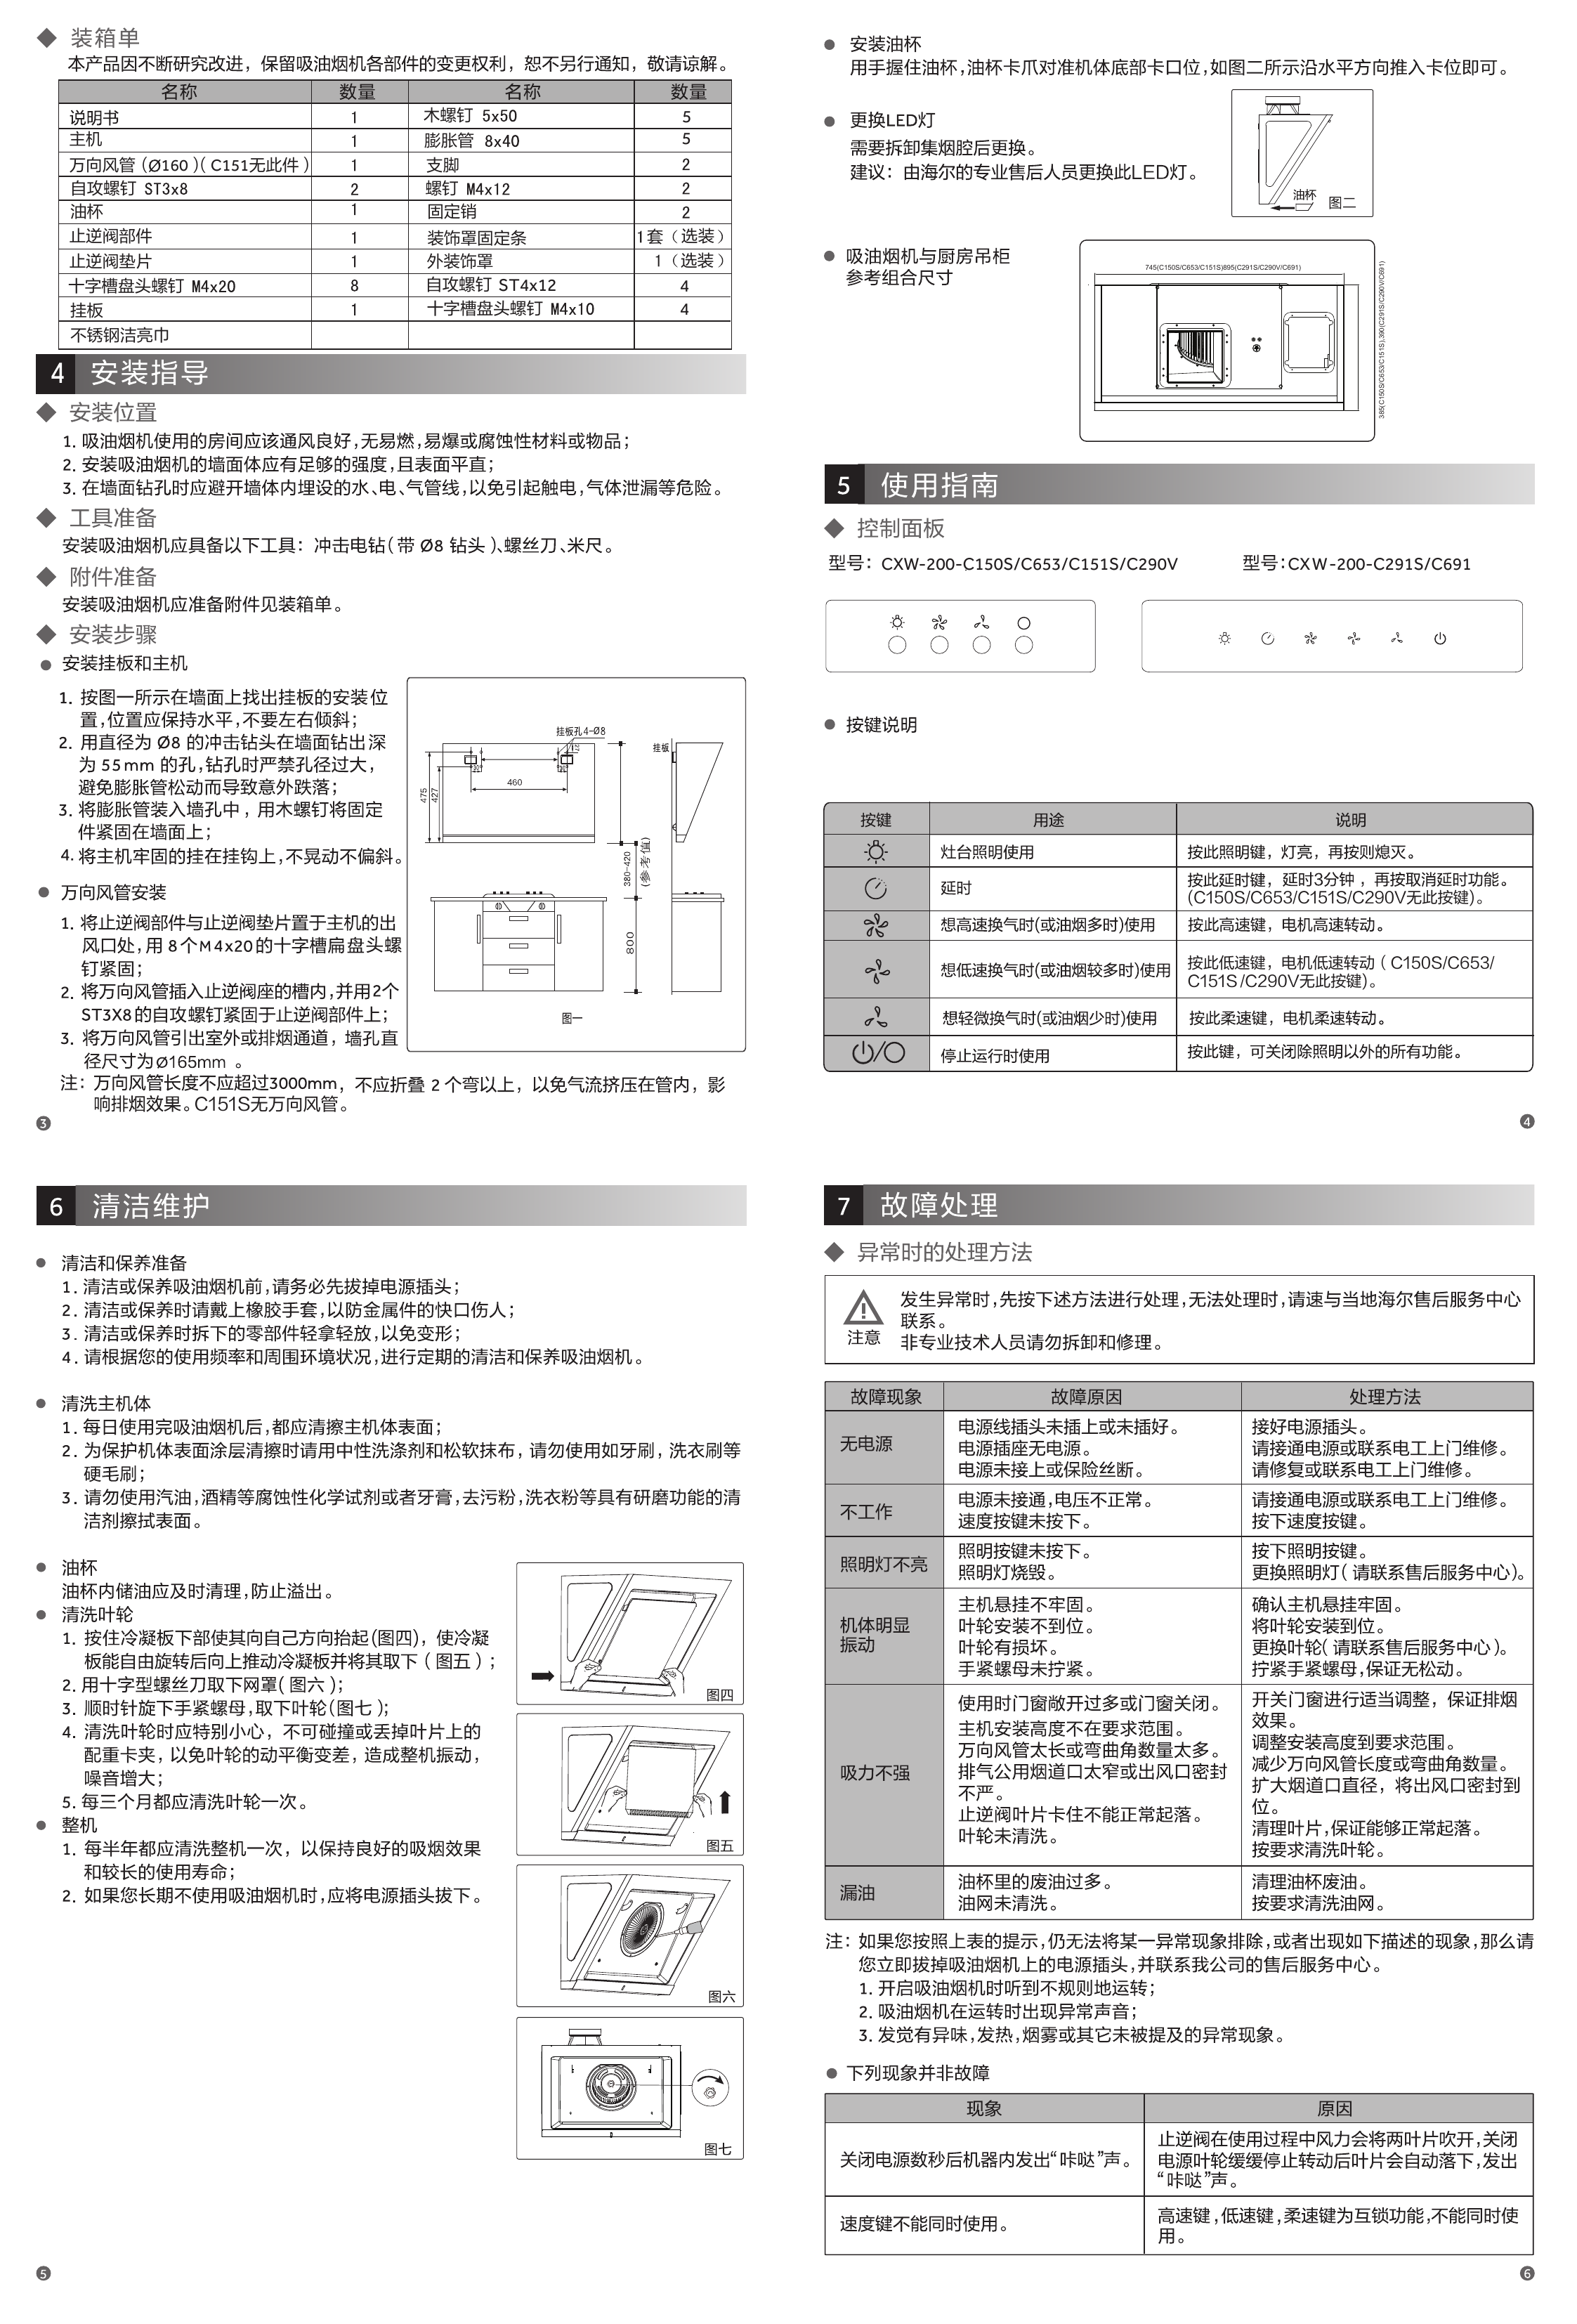 ◆ 装箱单
本产品因不断研究改进，保留吸油烟机各部件的变更权利，恕不另行通知，敬请谅解。
名称 数量 名称 数量
说明书 1 木螺钉 5x50 5
主机 1 膨胀管 8x40 5
万向风管（Ø160）（C151无此件） 1 支脚 2
自攻螺钉 ST3x8 2 螺钉 M4x12 2
油杯 1 固定销 2
止逆阀部件 1 装饰罩固定条 1套（选装）
止逆阀垫片 1 外装饰罩 1（选装）
十字槽盘头螺钉 M4x20 8 自攻螺钉 ST4x12 4
挂板 1 十字槽盘头螺钉 M4x10 4
不锈钢洁亮巾
4 安装指导
◆ 安装位置
1. 吸油烟机使用的房间应该通风良好，无易燃，易爆或腐蚀性材料或物品；
2. 安装吸油烟机的墙面体应有足够的强度，且表面平直；
3. 在墙面钻孔时应避开墙体内埋设的水、电、气管线，以免引起触电，气体泄漏等危险。
◆ 工具准备
安装吸油烟机应具备以下工具：冲击电钻（带 Ø8 钻头）、螺丝刀、米尺。
◆ 附件准备
安装吸油烟机应准备附件见装箱单。
◆ 安装步骤
● 安装挂板和主机
1. 按图一所示在墙面上找出挂板的安装位
置，位置应保持水平，不要左右倾斜；
2. 用直径为 Ø8 的冲击钻头在墙面钻出深
为 55mm 的孔，钻孔时严禁孔径过大，
避免膨胀管松动而导致意外跌落；
3. 将膨胀管装入墙孔中，用木螺钉将固定
件紧固在墙面上；
4. 将主机牢固的挂在挂钩上，不晃动不偏斜。
● 万向风管安装
1. 将止逆阀部件与止逆阀垫片置于主机的出
风口处，用 8个M4x20的十字槽扁盘头螺
钉紧固；
2. 将万向风管插入止逆阀座的槽内，并用2个
ST3X8的自攻螺钉紧固于止逆阀部件上；
3. 将万向风管引出室外或排烟通道，墙孔直
径尺寸为Ø165mm 。
注：万向风管长度不应超过3000mm，不应折叠 2 个弯以上，以免气流挤压在管内，影
响排烟效果。C151S无万向风管。
挂板孔4-Ø8
挂板
460
475
427
380-420
(参考值)
800
图一
3
● 安装油杯
用手握住油杯，油杯卡爪对准机体底部卡口位，如图二所示沿水平方向推入卡位即可。
● 更换LED灯
需要拆卸集烟腔后更换。
建议：由海尔的专业售后人员更换此LED灯。
油杯
图二
● 吸油烟机与厨房吊柜
参考组合尺寸
745(C150S/C653/C151S)895(C291S/C290V/C691)
385(C150S/C653/C151S),390(C291S/C290V/C691)
5 使用指南
◆ 控制面板
型号：CXW-200-C150S/C653/C151S/C290V 型号：CXW-200-C291S/C691
● 按键说明
按键 用途 说明
灶台照明使用 按此照明键，灯亮，再按则熄灭。
延时 按此延时键，延时3分钟，再按取消延时功能。
(C150S/C653/C151S/C290V无此按键)。
想高速换气时(或油烟多时)使用 按此高速键，电机高速转动。
想低速换气时(或油烟较多时)使用 按此低速键，电机低速转动（C150S/C653/
C151S/C290V无此按键)。
想轻微换气时(或油烟少时)使用 按此柔速键，电机柔速转动。
停止运行时使用 按此键，可关闭除照明以外的所有功能。
4
6 清洁维护
● 清洁和保养准备
1. 清洁或保养吸油烟机前，请务必先拔掉电源插头；
2. 清洁或保养时请戴上橡胶手套，以防金属件的快口伤人；
3. 清洁或保养时拆下的零部件轻拿轻放，以免变形；
4. 请根据您的使用频率和周围环境状况，进行定期的清洁和保养吸油烟机。
● 清洗主机体
1. 每日使用完吸油烟机后，都应清擦主机体表面；
2. 为保护机体表面涂层清擦时请用中性洗涤剂和松软抹布，请勿使用如牙刷，洗衣刷等
硬毛刷；
3. 请勿使用汽油，酒精等腐蚀性化学试剂或者牙膏，去污粉，洗衣粉等具有研磨功能的清
洁剂擦拭表面。
● 油杯
油杯内储油应及时清理，防止溢出。
● 清洗叶轮
1. 按住冷凝板下部使其向自己方向抬起(图四)，使冷凝
板能自由旋转后向上推动冷凝板并将其取下（图五）；
2. 用十字型螺丝刀取下网罩(图六)；
3. 顺时针旋下手紧螺母，取下叶轮(图七)；
4. 清洗叶轮时应特别小心，不可碰撞或丢掉叶片上的
配重卡夹，以免叶轮的动平衡变差，造成整机振动，
噪音增大；
5. 每三个月都应清洗叶轮一次。
● 整机
1. 每半年都应清洗整机一次，以保持良好的吸烟效果
和较长的使用寿命；
2. 如果您长期不使用吸油烟机时，应将电源插头拔下。
图四
图五
图六
图七
5
7 故障处理
◆ 异常时的处理方法
注意
发生异常时，先按下述方法进行处理，无法处理时，请速与当地海尔售后服务中心
联系。
非专业技术人员请勿拆卸和修理。
故障现象 故障原因 处理方法
无电源
电源线插头未插上或未插好。 接好电源插头。
电源插座无电源。 请接通电源或联系电工上门维修。
电源未接上或保险丝断。 请修复或联系电工上门维修。
不工作
电源未接通，电压不正常。 请接通电源或联系电工上门维修。
速度按键未按下。 按下速度按键。
照明灯不亮
照明按键未按下。 按下照明按键。
照明灯烧毁。 更换照明灯（请联系售后服务中心）。
机体明显
振动
主机悬挂不牢固。 确认主机悬挂牢固。
叶轮安装不到位。 将叶轮安装到位。
叶轮有损坏。 更换叶轮（请联系售后服务中心）。
手紧螺母未拧紧。 拧紧手紧螺母，保证无松动。
吸力不强
使用时门窗敞开过多或门窗关闭。
主机安装高度不在要求范围。
万向风管太长或弯曲角数量太多。
排气公用烟道口太窄或出风口密封
不严。
止逆阀叶片卡住不能正常起落。
叶轮未清洗。
开关门窗进行适当调整，保证排烟
效果。
调整安装高度到要求范围。
减少万向风管长度或弯曲角数量。
扩大烟道口直径，将出风口密封到
位。
清理叶片，保证能够正常起落。
按要求清洗叶轮。
漏油
油杯里的废油过多。 清理油杯废油。
油网未清洗。 按要求清洗油网。
注：如果您按照上表的提示，仍无法将某一异常现象排除，或者出现如下描述的现象，那么请
您立即拔掉吸油烟机上的电源插头，并联系我公司的售后服务中心。
1. 开启吸油烟机时听到不规则地运转；
2. 吸油烟机在运转时出现异常声音；
3. 发觉有异味，发热，烟雾或其它未被提及的异常现象。
● 下列现象并非故障
现象 原因
关闭电源数秒后机器内发出“咔哒”声。
止逆阀在使用过程中风力会将两叶片吹开，关闭
电源叶轮缓缓停止转动后叶片会自动落下，发出
“咔哒”声。
速度键不能同时使用。
高速键，低速键，柔速键为互锁功能，不能同时使
用。
6